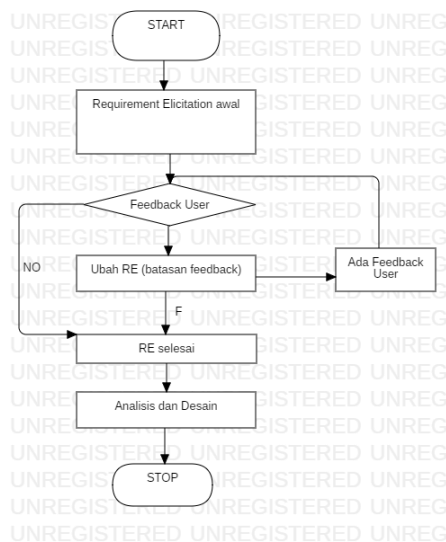 START
Requirement Elicitation awal
Feedback User
NO
Ubah RE (batasan feedback)
Ada Feedback
User
F
RE selesai
Analisis dan Desain
STOP
UNREGISTERED UNREGISTERED UNREGISTERED